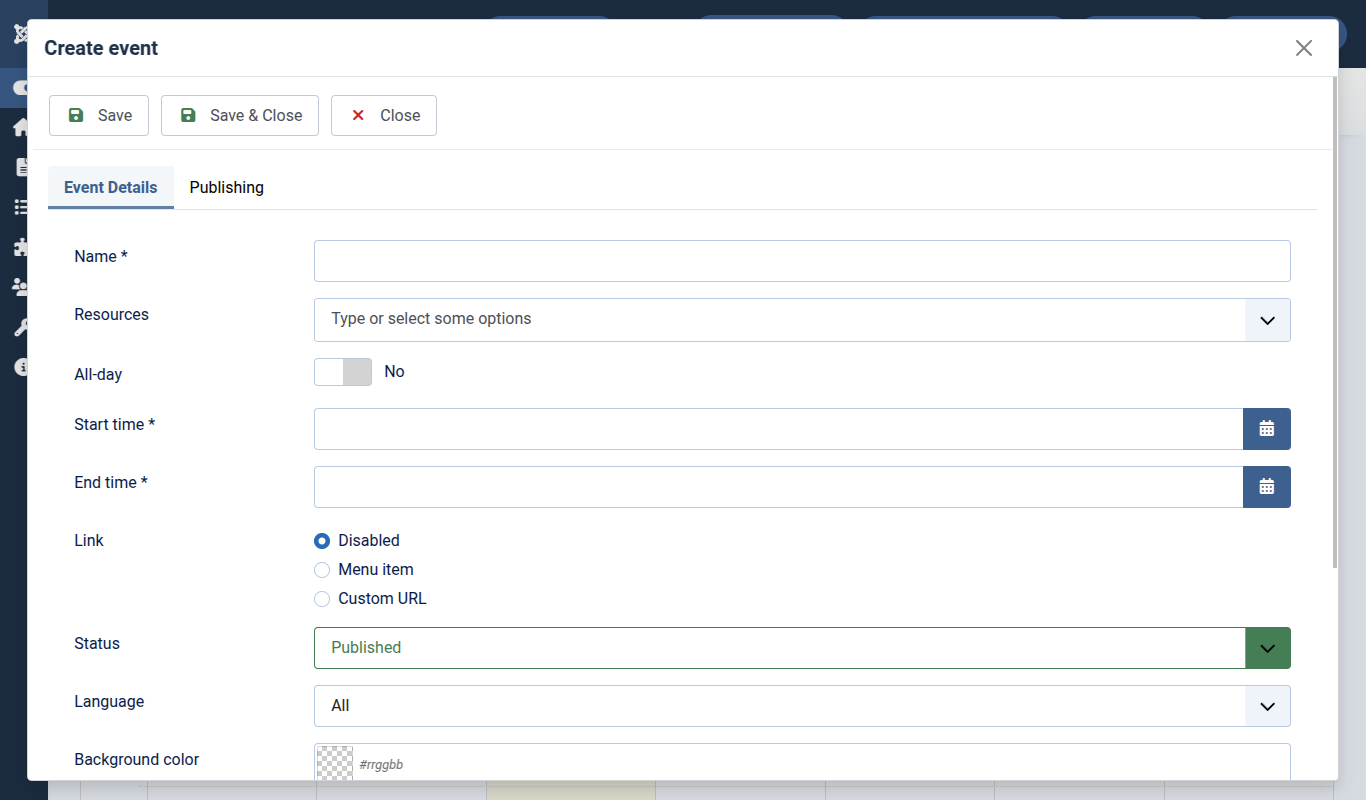 Create event
Save
Save & Close
Close
Event Details
Publishing
Name *
Resources
Type or select some options
All-day
No
Start time *
End time *
Link
Disabled
Menu item
Custom URL
Status
Published
Language
All
Background color
#rrggbb